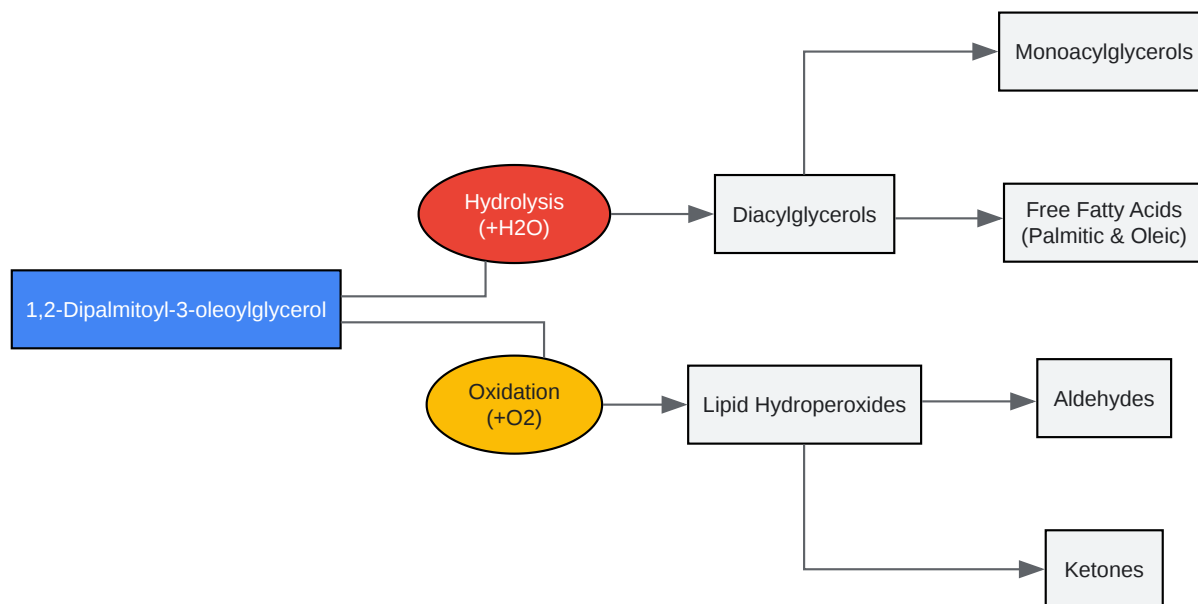 Monoacylglycerols
Hydrolysis
(+H2O)
Diacylglycerols
Free Fatty Acids
(Palmitic & Oleic)
1,2-Dipalmitoyl-3-oleoylglycerol
Oxidation
(+O2)
Lipid Hydroperoxides
Aldehydes
Ketones